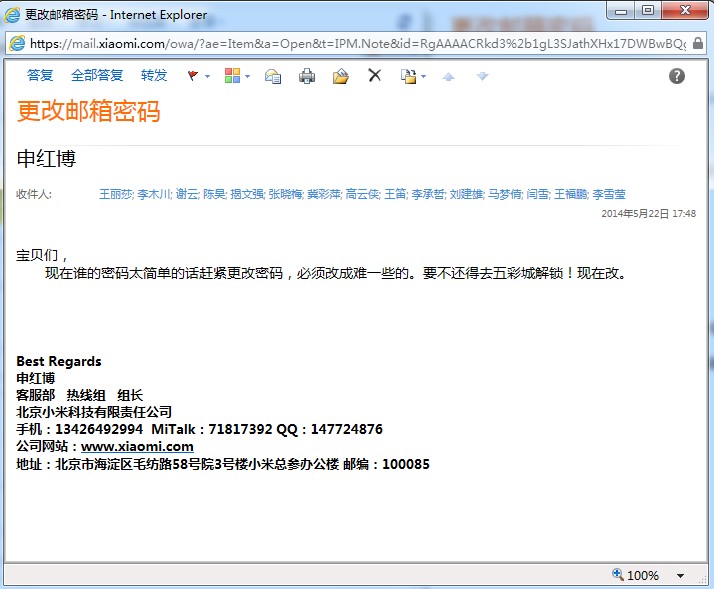 更改邮箱密码 - Internet Explorer
https://mail.xiaomi.com/owa/?ae=Item&a=Open&t=IPM.Note&id=RgAAAACRkd3%2b1gL3SJathXHx17DWBwBQg
答复 全部答复 转发
更改邮箱密码
申红博
收件人: 王丽莎; 李木川; 谢云; 陈昊; 揭文强; 张晓梅; 冀彩萍; 高云侠; 王笛; 李承哲; 刘建雄; 马梦倩; 闫雪; 王福鹏; 李雪莹
2014年5月22日 17:48
宝贝们，
现在谁的密码太简单的话赶紧更改密码，必须改成难一些的。要不还得去五彩城解锁！现在改。
Best Regards
申红博
客服部 热线组 组长
北京小米科技有限责任公司
手机：13426492994 MiTalk：71817392 QQ：147724876
公司网站：www.xiaomi.com
地址：北京市海淀区毛纺路58号院3号楼小米总参办公楼 邮编：100085
100%